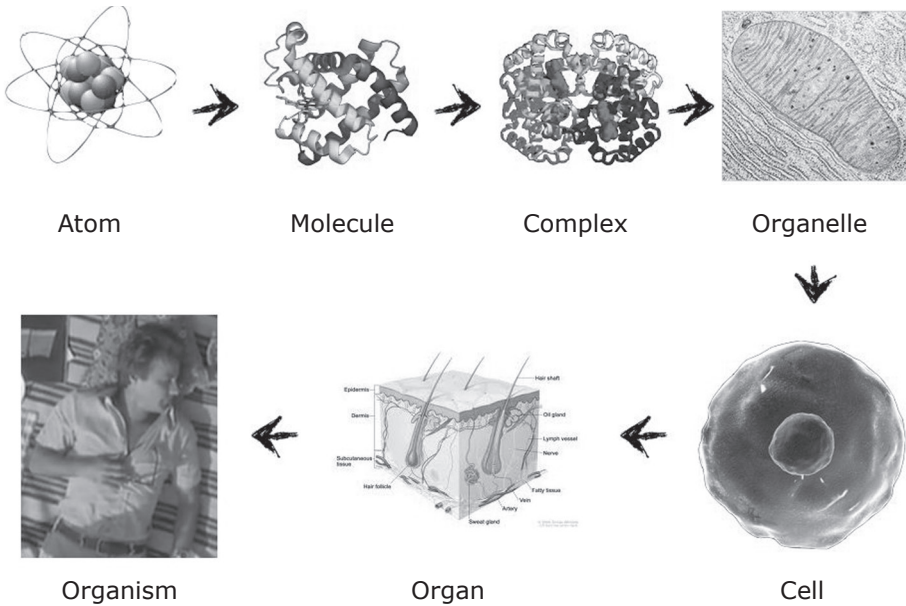 Atom
Molecule
Complex
Organelle
Epidermis
Dermis
Subcutaneous
tissue
Hair follicle
Hair shaft
Oil gland
Lymph vessel
Nerve
Fatty tissue
Vein
Artery
Sweat gland
Organism
Organ
Cell